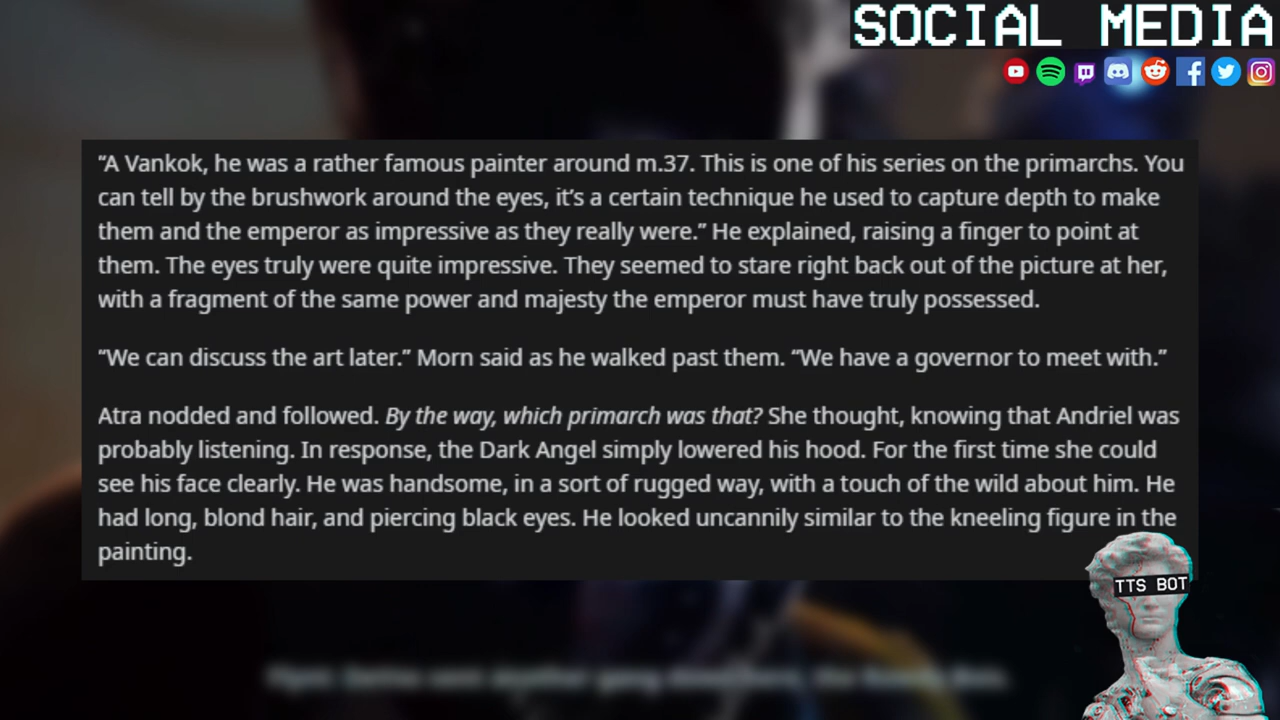 SOCIAL MEDIA
“A Vankok, he was a rather famous painter around m.37. This is one of his series on the primarchs. You
can tell by the brushwork around the eyes, it’s a certain technique he used to capture depth to make
them and the emperor as impressive as they really were.” He explained, raising a finger to point at
them. The eyes truly were quite impressive. They seemed to stare right back out of the picture at her,
with a fragment of the same power and majesty the emperor must have truly possessed.
“We can discuss the art later.” Morn said as he walked past them. “We have a governor to meet with.”
Atra nodded and followed. By the way, which primarch was that? She thought, knowing that Andriel was
probably listening. In response, the Dark Angel simply lowered his hood. For the first time she could
see his face clearly. He was handsome, in a sort of rugged way, with a touch of the wild about him. He
had long, blond hair, and piercing black eyes. He looked uncannily similar to the kneeling figure in the
painting.
TTS BOT